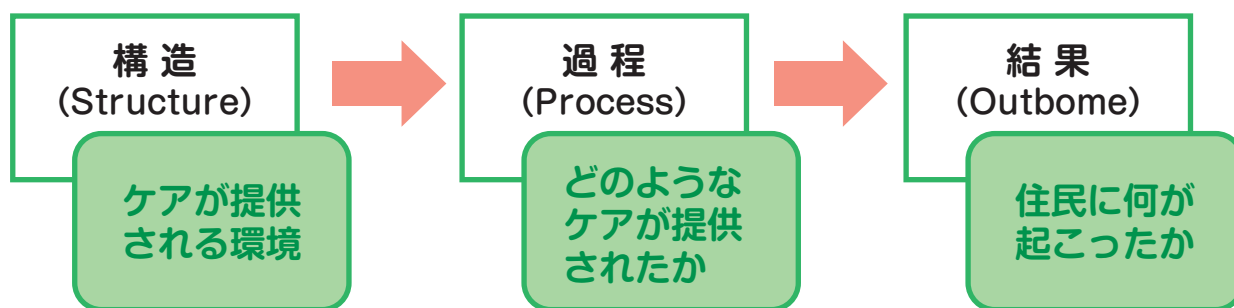 構 造
(Structure)
ケアが提供
される環境
過 程
(Process)
どのような
ケアが提供
されたか
結 果
(Outbome)
住民に何が
起こったか